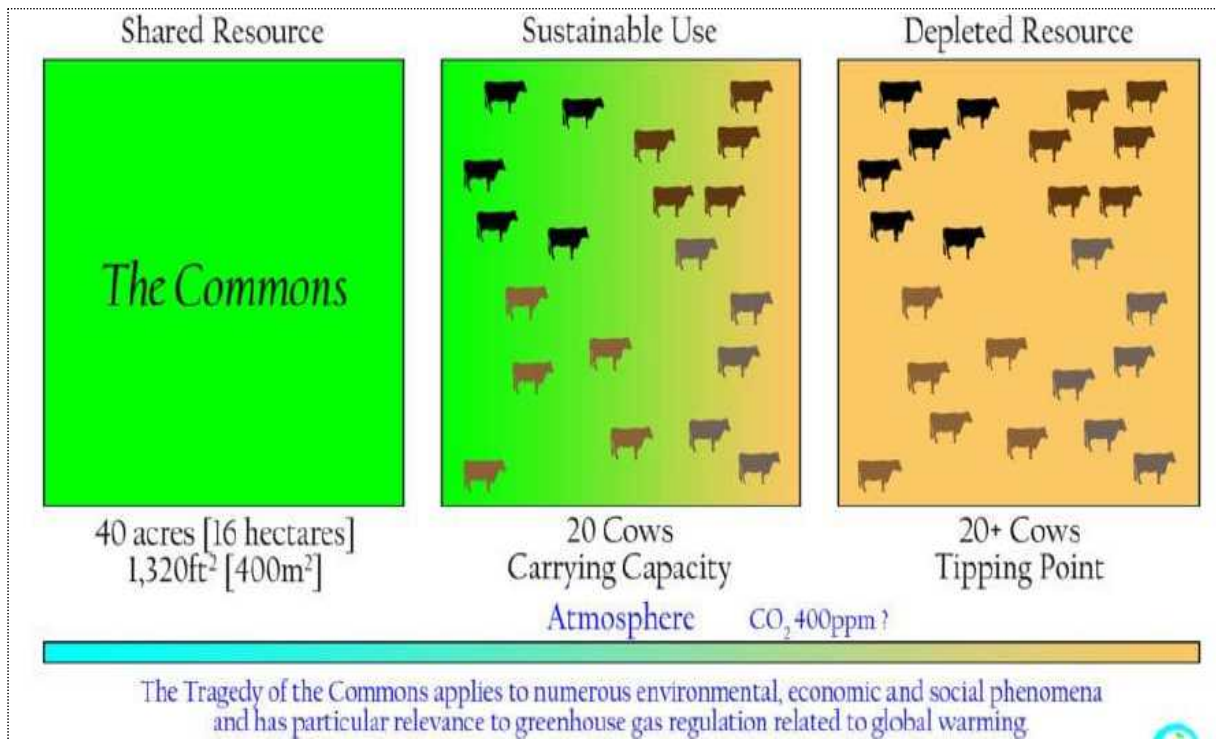 Shared Resource
Sustainable Use
Depleted Resource
The Commons
40 acres [16 hectares]
1,320ft² [400m²]
20 Cows
Carrying Capacity
20+ Cows
Tipping Point
Atmosphere CO₂ 400ppm ?
The Tragedy of the Commons applies to numerous environmental, economic and social phenomena
and has particular relevance to greenhouse gas regulation related to global warming